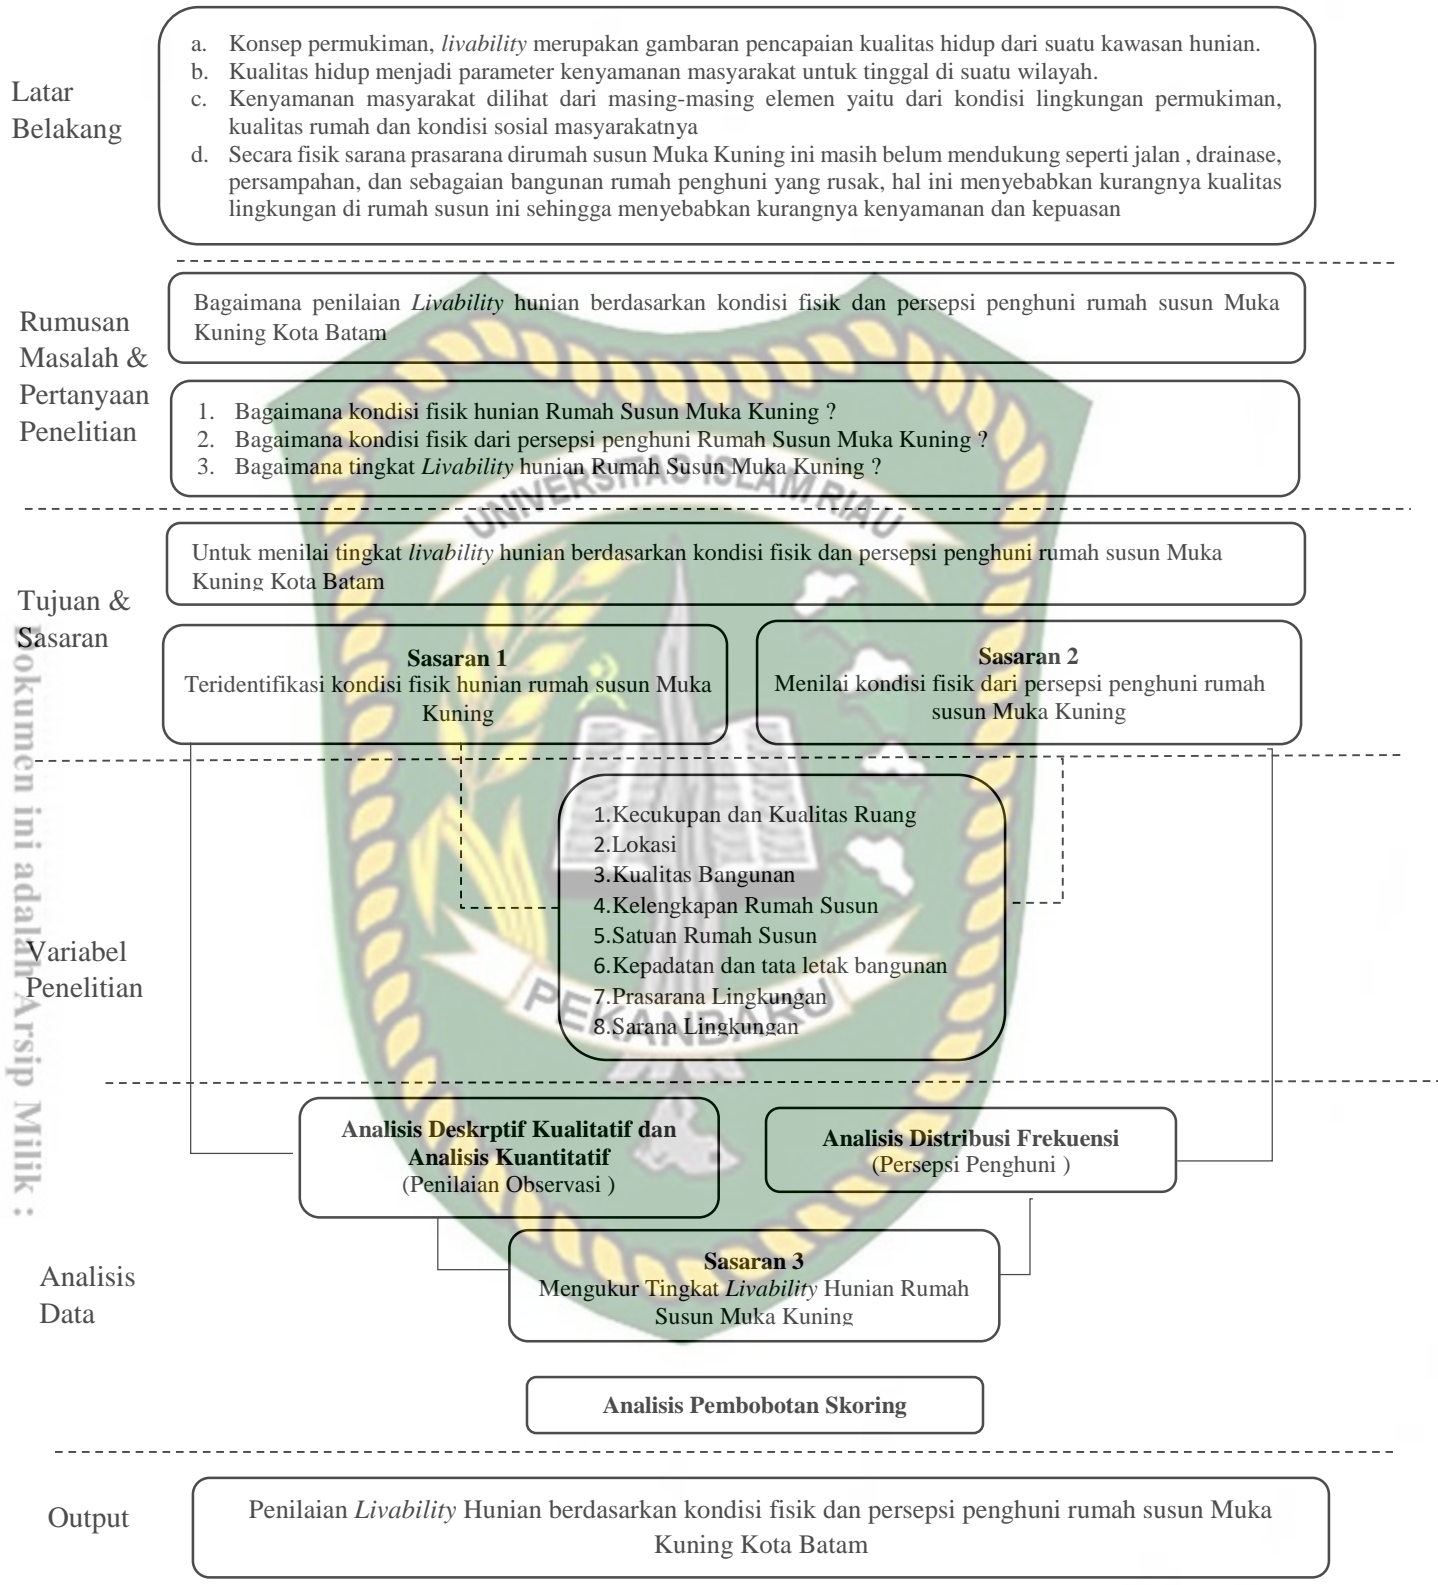 Latar
Belakang
a. Konsep permukiman, livability merupakan gambaran pencapaian kualitas hidup dari suatu kawasan hunian.
b. Kualitas hidup menjadi parameter kenyamanan masyarakat untuk tinggal di suatu wilayah.
c. Kenyamanan masyarakat dilihat dari masing-masing elemen yaitu dari kondisi lingkungan permukiman,
kualitas rumah dan kondisi sosial masyarakatnya
d. Secara fisik sarana prasarana dirumah susun Muka Kuning ini masih belum mendukung seperti jalan , drainase,
persampahan, dan sebagaian bangunan rumah penghuni yang rusak, hal ini menyebabkan kurangnya kualitas
lingkungan di rumah susun ini sehingga menyebabkan kurangnya kenyamanan dan kepuasan
Rumusan
Masalah &
Pertanyaan
Penelitian
Bagaimana penilaian Livability hunian berdasarkan kondisi fisik dan persepsi penghuni rumah susun Muka
Kuning Kota Batam
1. Bagaimana kondisi fisik hunian Rumah Susun Muka Kuning ?
2. Bagaimana kondisi fisik dari persepsi penghuni Rumah Susun Muka Kuning ?
3. Bagaimana tingkat Livability hunian Rumah Susun Muka Kuning ?
UNIVERSITAS ISLAM RIAU
Tujuan &
Sasaran
Untuk menilai tingkat livability hunian berdasarkan kondisi fisik dan persepsi penghuni rumah susun Muka
Kuning Kota Batam
Sasaran 1
Teridentifikasi kondisi fisik hunian rumah susun Muka
Kuning
Sasaran 2
Menilai kondisi fisik dari persepsi penghuni rumah
susun Muka Kuning
Dokumen ini adalah Arsip Milik :
Variabel
Penelitian
1.Kecukupan dan Kualitas Ruang
2.Lokasi
3.Kualitas Bangunan
4.Kelengkapan Rumah Susun
5.Satuan Rumah Susun
6.Kepadatan dan tata letak bangunan
7.Prasarana Lingkungan
8.Sarana Lingkungan
PEKANBARU
Analisis
Data
Analisis Deskrptif Kualitatif dan
Analisis Kuantitatif
(Penilaian Observasi )
Analisis Distribusi Frekuensi
(Persepsi Penghuni )
Sasaran 3
Mengukur Tingkat Livability Hunian Rumah
Susun Muka Kuning
Analisis Pembobotan Skoring
Output
Penilaian Livability Hunian berdasarkan kondisi fisik dan persepsi penghuni rumah susun Muka
Kuning Kota Batam